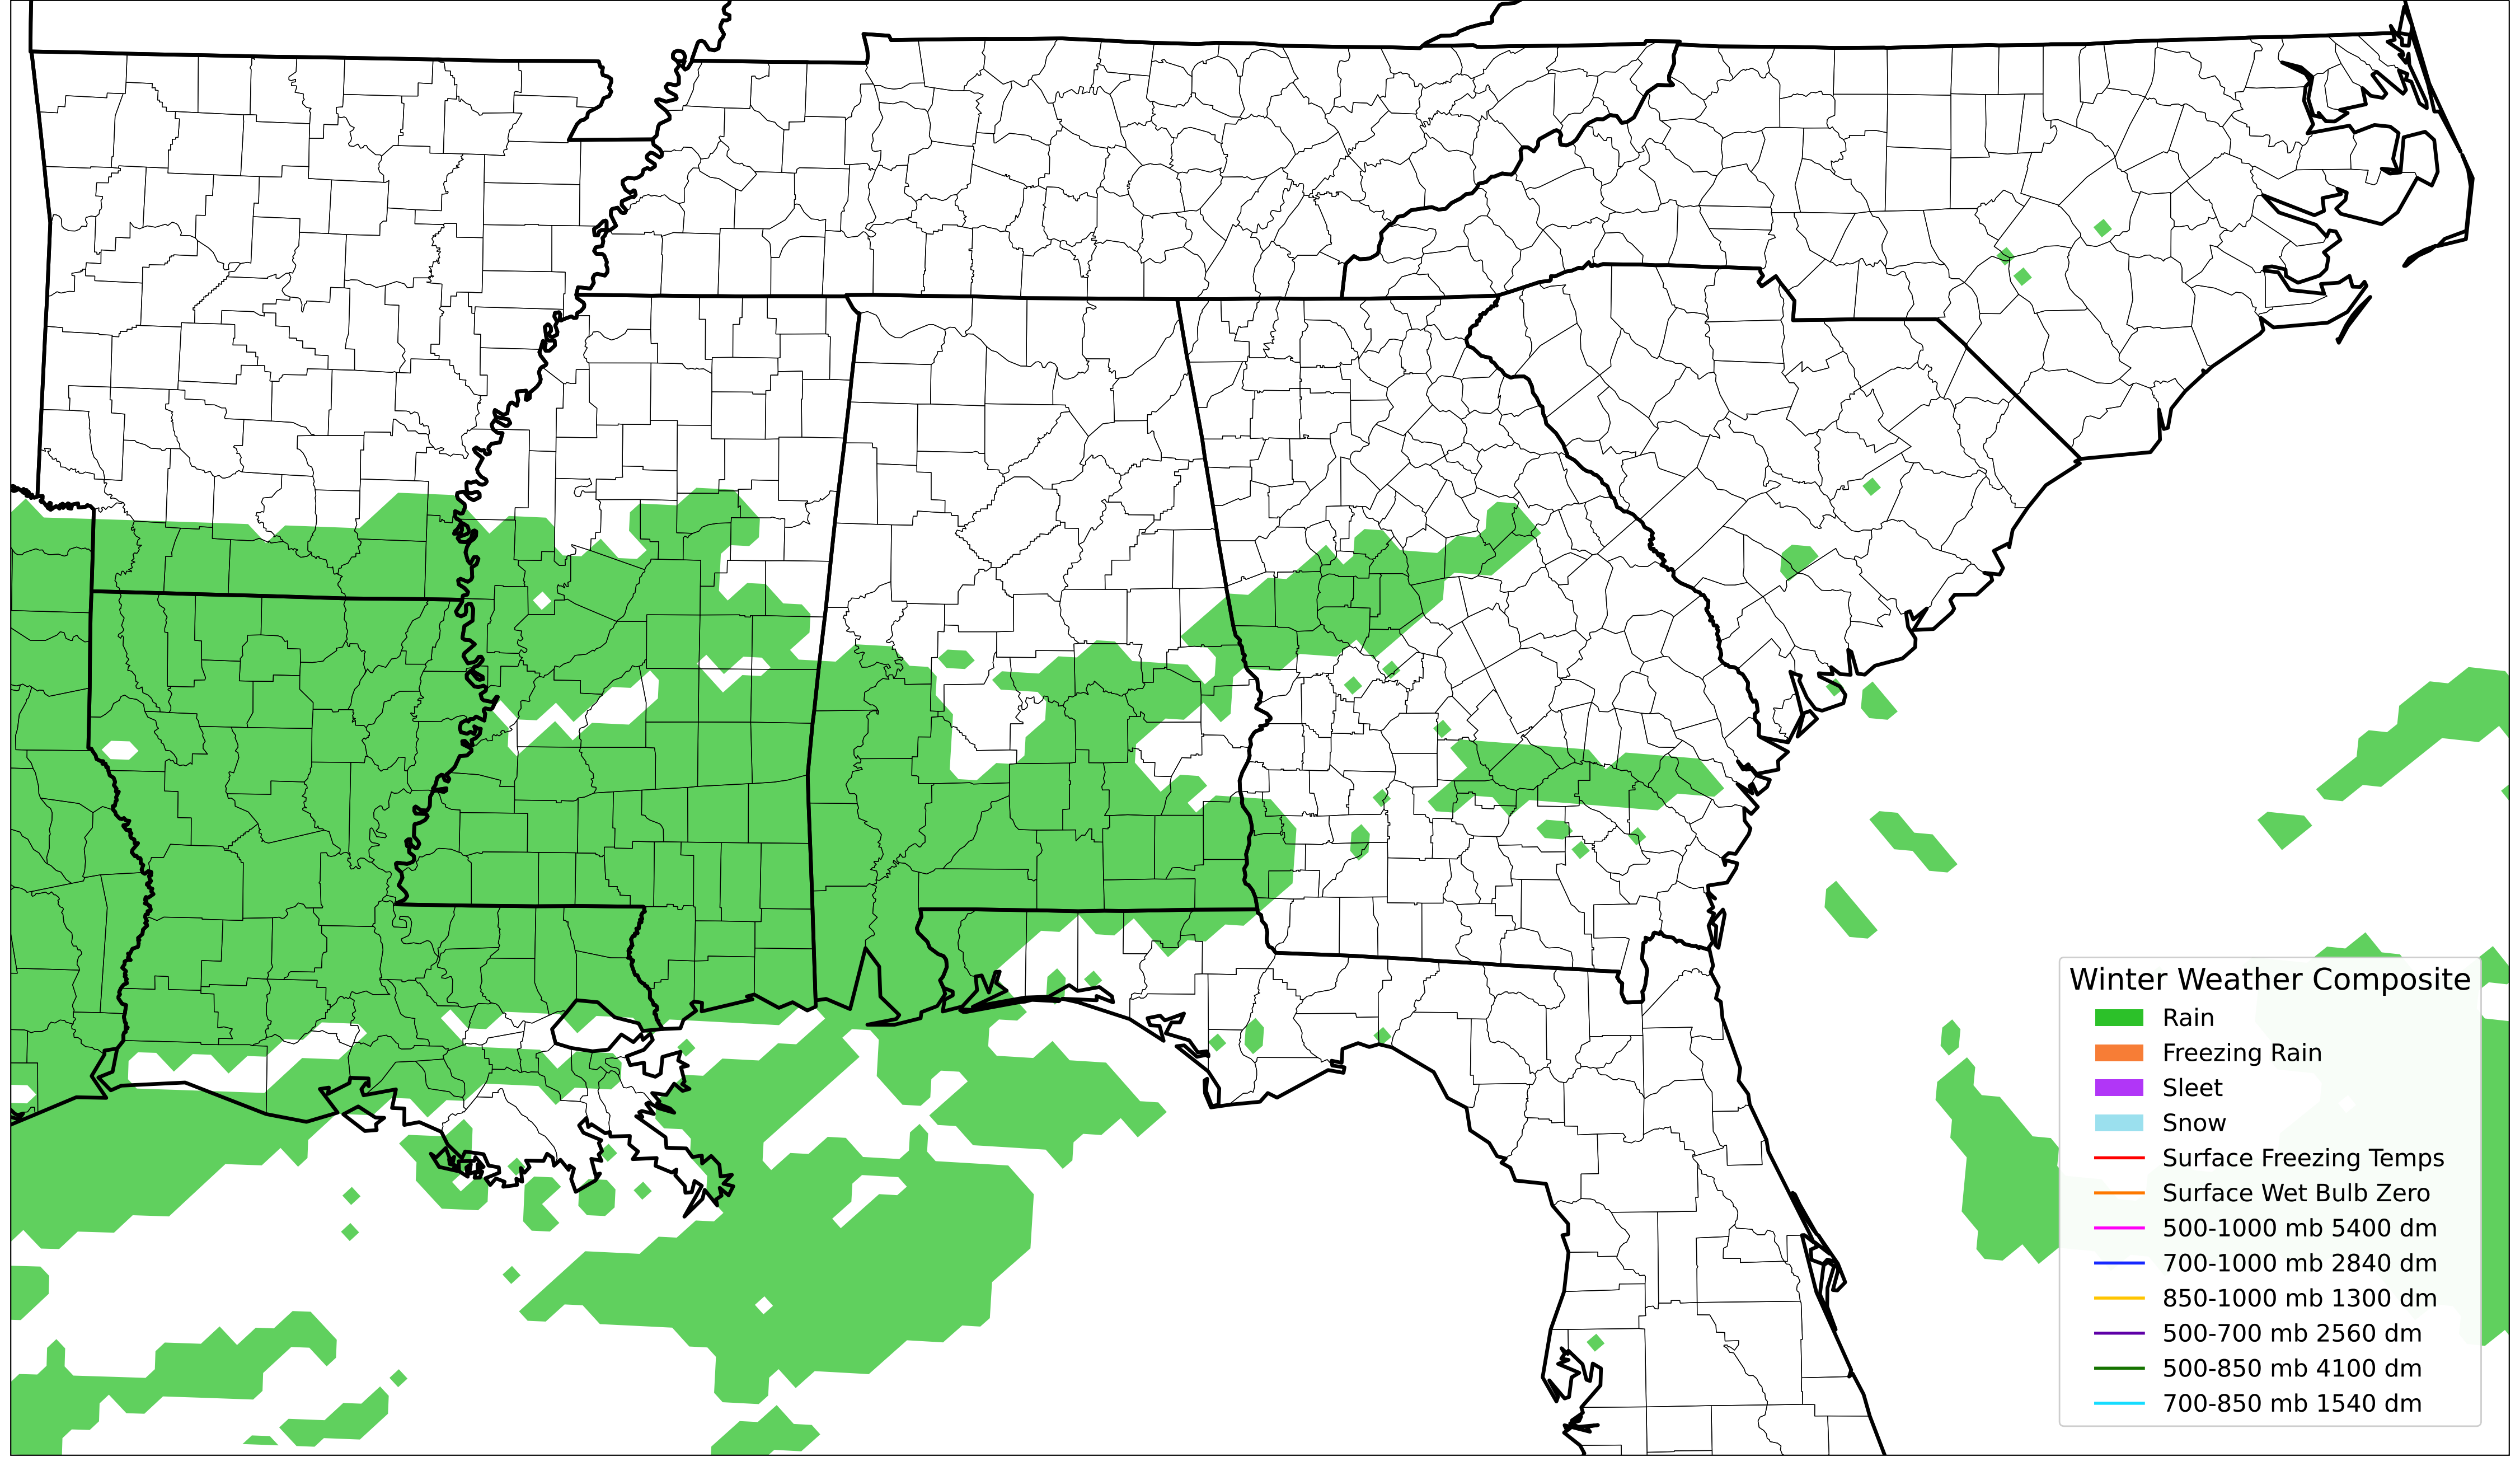 Winter Weather Composite
Rain
Freezing Rain
Sleet
Snow
Surface Freezing Temps
Surface Wet Bulb Zero
500-1000 mb 5400 dm
700-1000 mb 2840 dm
850-1000 mb 1300 dm
500-700 mb 2560 dm
500-850 mb 4100 dm
700-850 mb 1540 dm